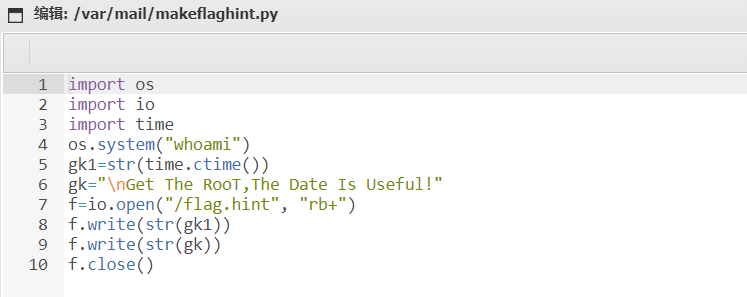 编辑: /var/mail/makeflaghint.py
1 import os
2 import io
3 import time
4 os.system("whoami")
5 gk1=str(time.ctime())
6 gk="\nGet The RooT,The Date Is Useful!"
7 f=io.open("/flag.hint", "rb+")
8 f.write(str(gk1))
9 f.write(str(gk))
10 f.close()